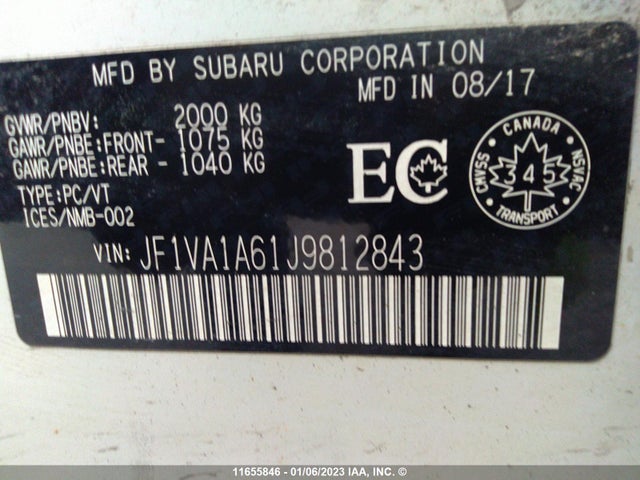 MFD BY SUBARU CORPORATION
MFD IN 08/17
GVWR/PNBV: 2000 KG
GAWR/PNBE:FRONT- 1075 KG
GAWR/PNBE:REAR - 1040 KG
TYPE:PC/VT
ICES/NMB-002
EC
CANADA
CMVSS 345 NSVAC
TRANSPORT
VIN: JF1VA1A61J9812843
11655846 - 01/06/2023 IAA, INC. ©